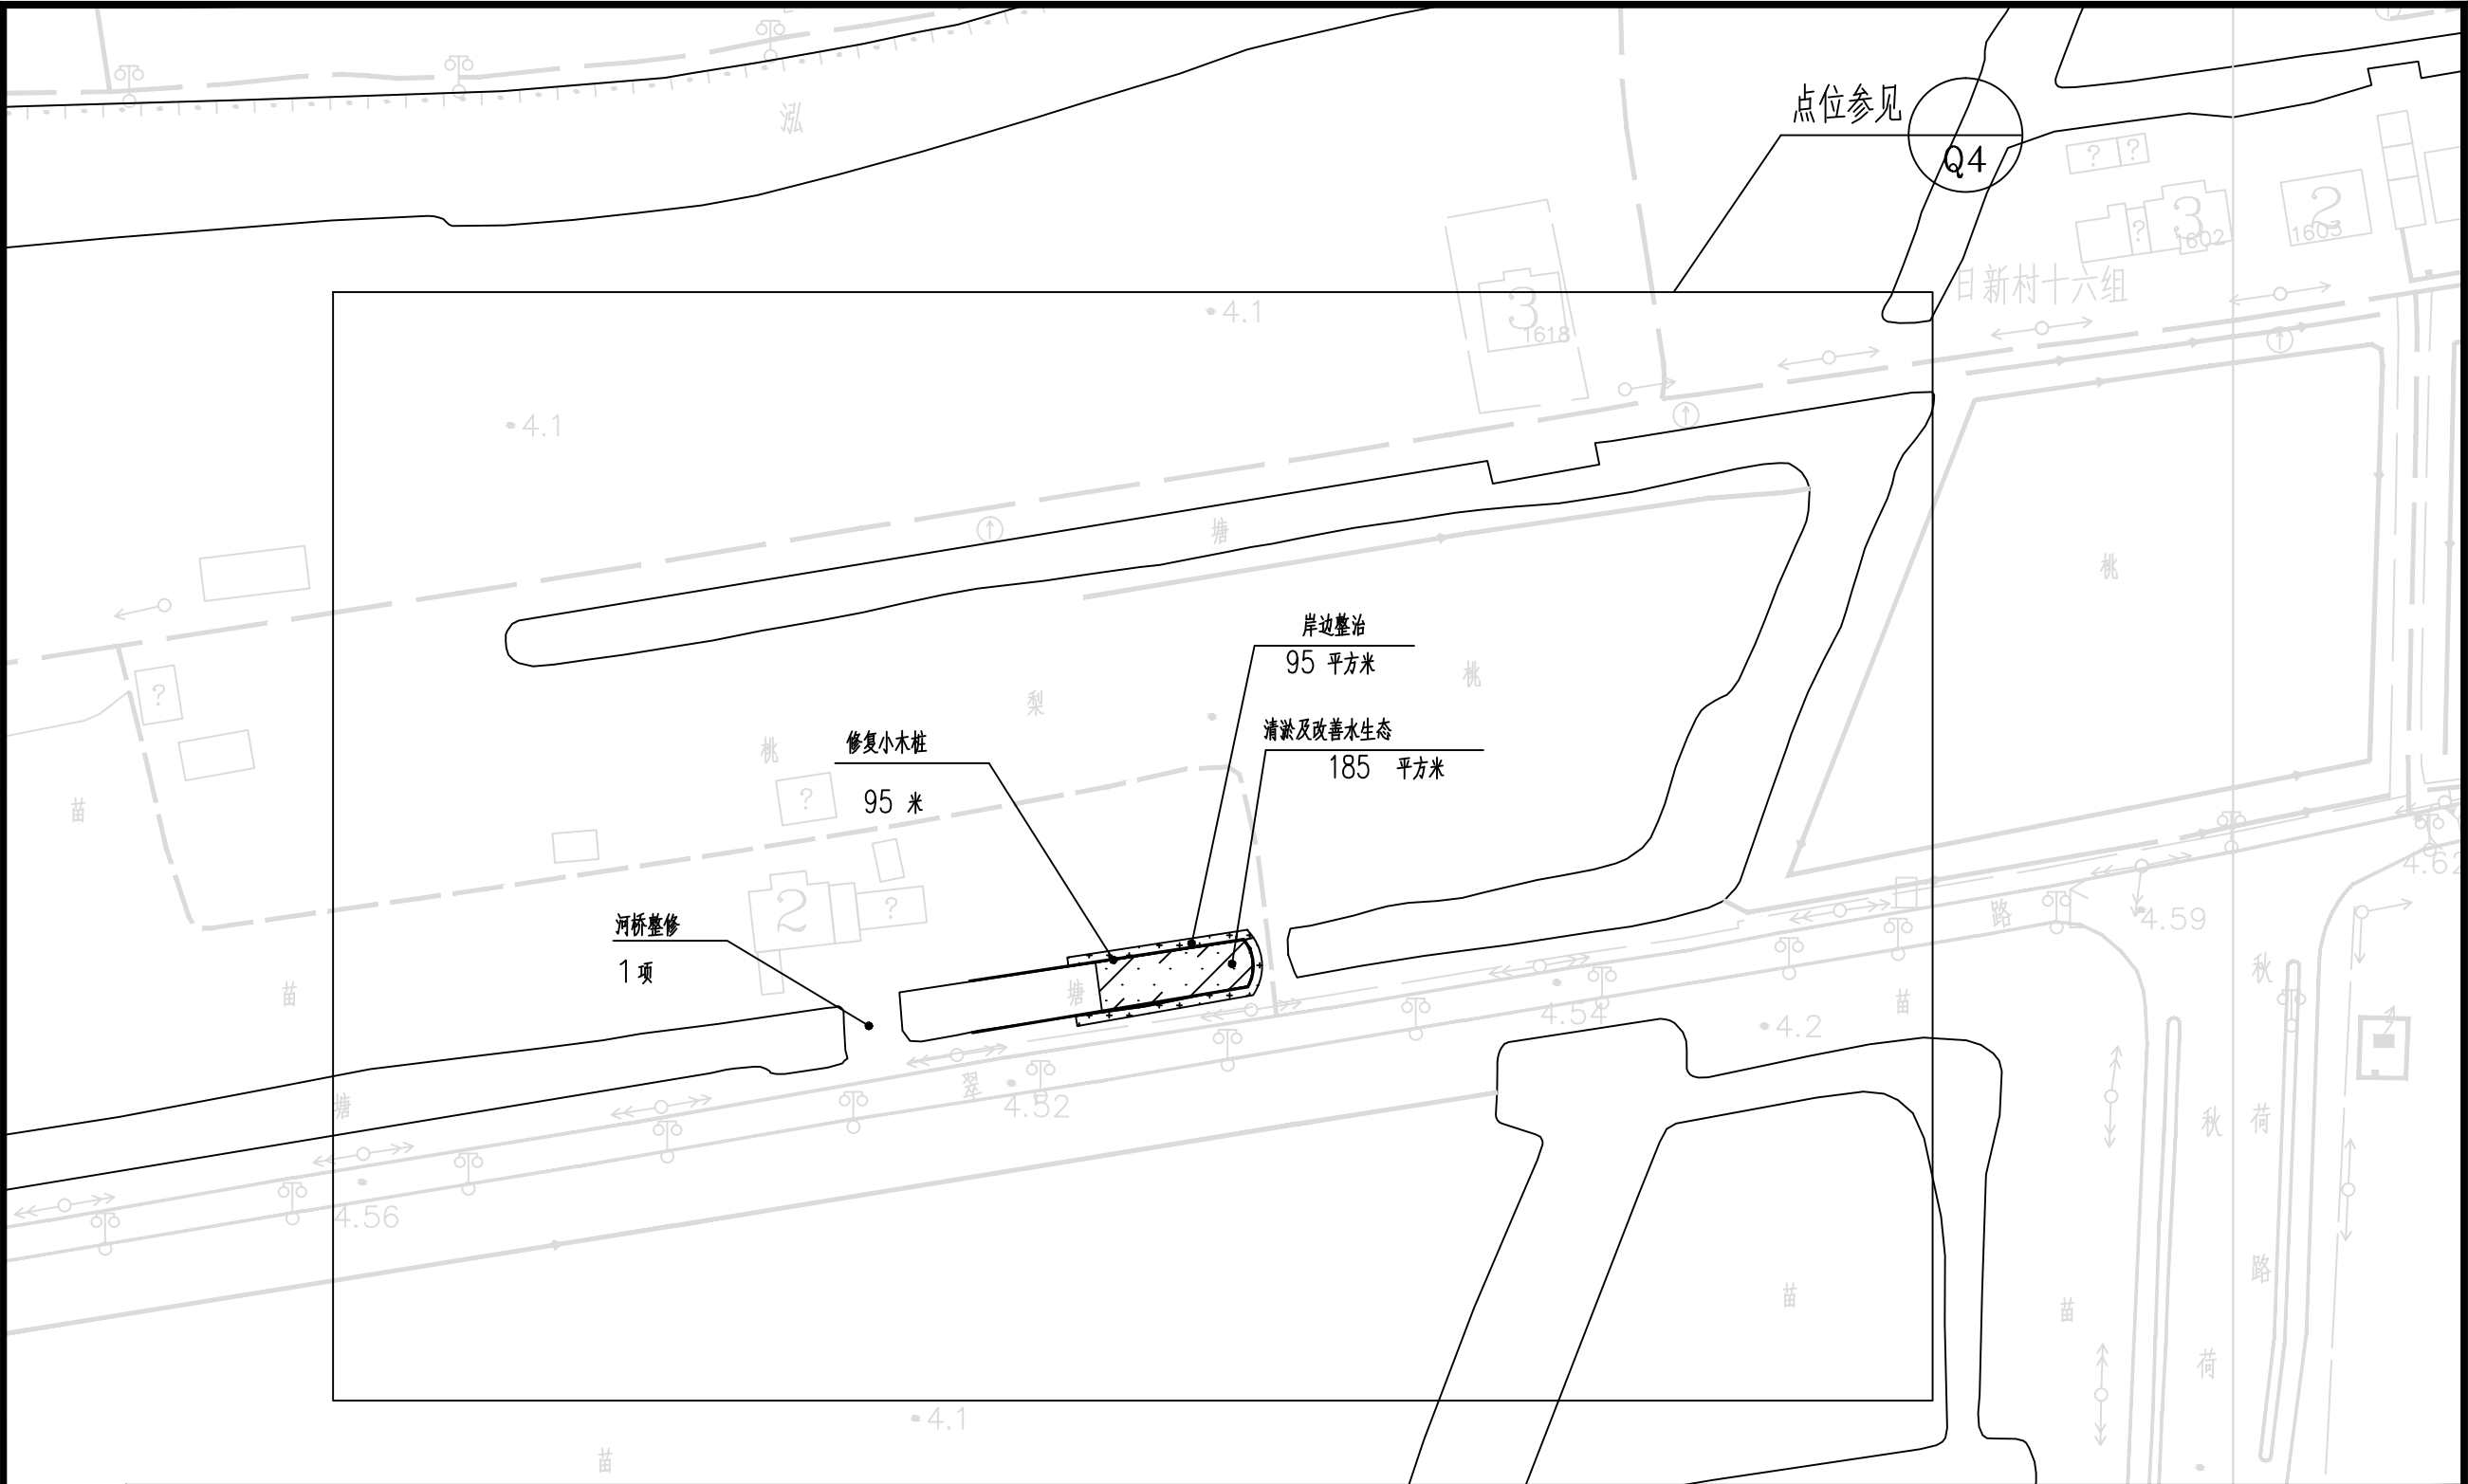 泓
点位参见
Q4
?
?
3
?
1602
2
1603
日新村十六组
4.1
3
1618
4.1
塘
桃
岸边整治
95 平方米
桃
?
梨
清淤及改善水生态
185 平方米
修复小木桩
桃
95 米
?
苗
4.62
2
?
河桥整修
1项
路
4.59
秋
苗
塘
4.54
苗
4.2
翠
4.52
塘
秋
荷
4.56
路
苗
苗
荷
4.1
苗